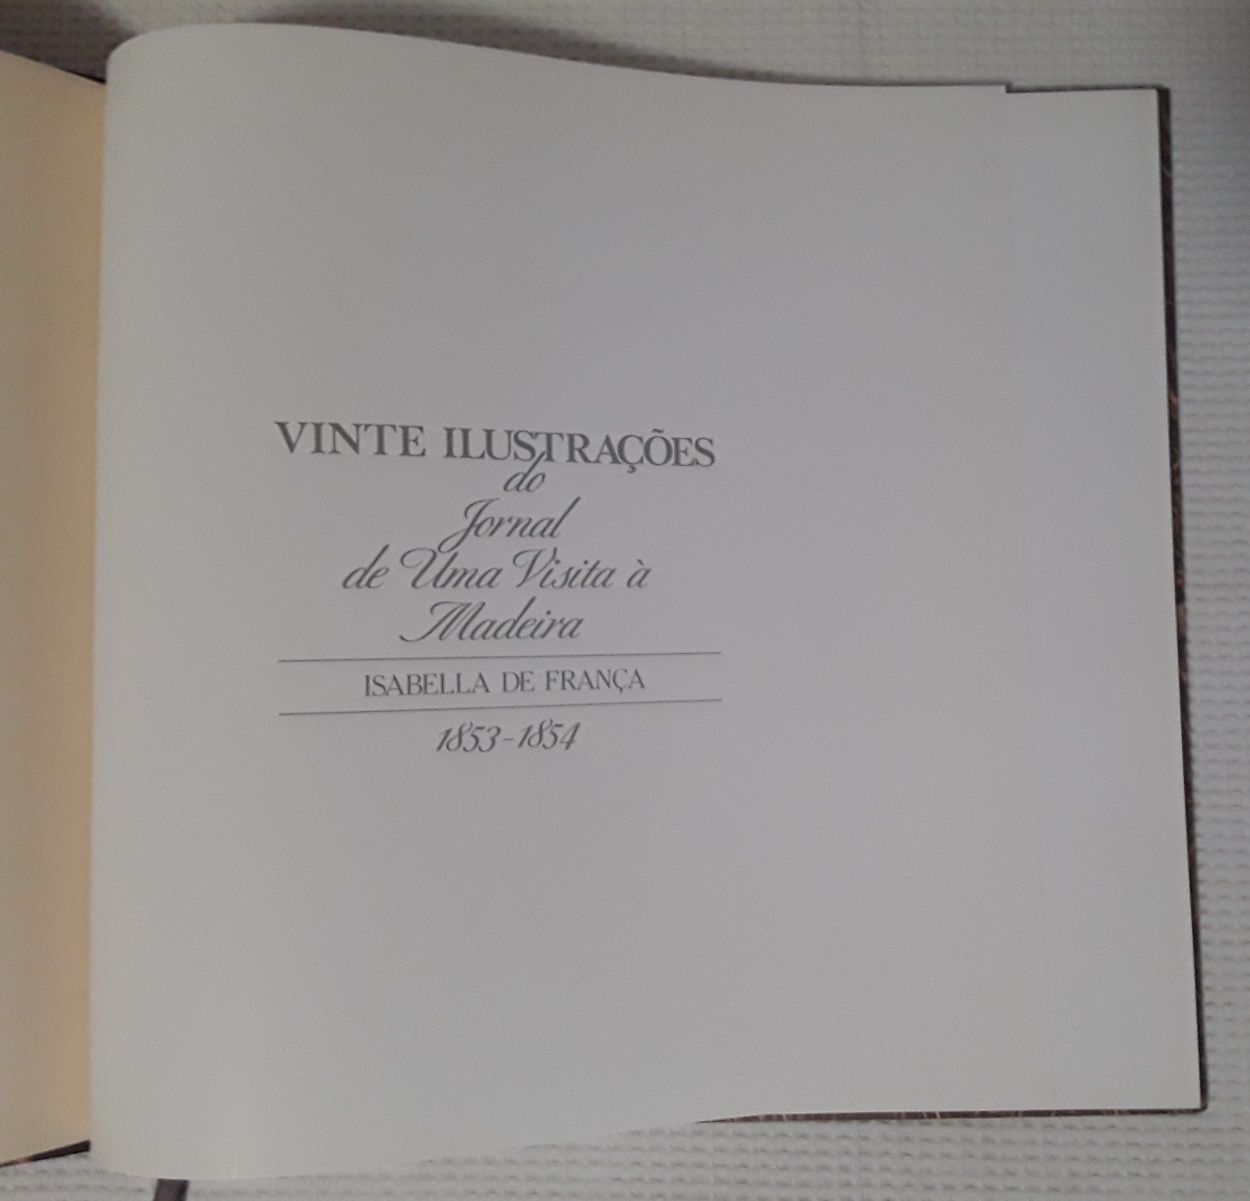 VINTE ILUSTRAÇÕES
do
Jornal
de Uma Visita à
Madeira
ISABELLA DE FRANÇA
1853-1854